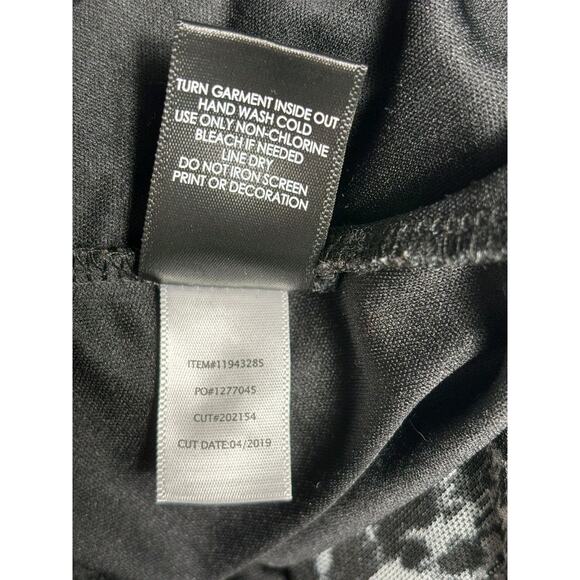 TURN GARMENT INSIDE OUT
HAND WASH COLD
USE ONLY NON-CHLORINE
BLEACH IF NEEDED
LINE DRY
DO NOT IRON SCREEN
PRINT OR DECORATION
ITEM#1194328S
PO#1277045
CUT#202154
CUT DATE:04/2019